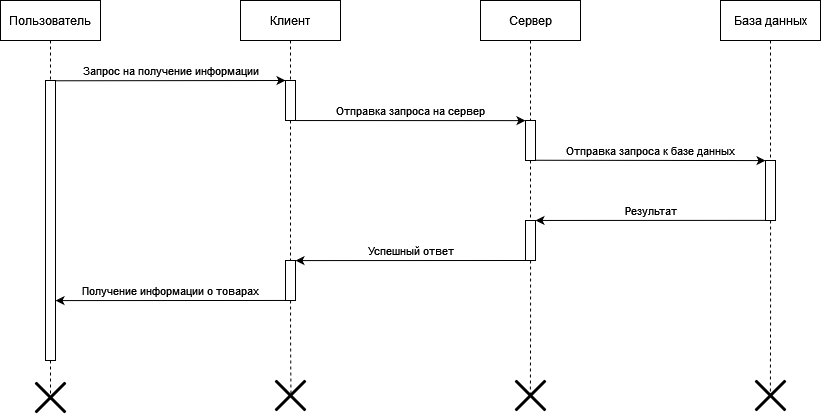 Пользователь
Клиент
Сервер
База данных
Запрос на получение информации
Отправка запроса на сервер
Отправка запроса к базе данных
Результат
Успешный ответ
Получение информации о товарах